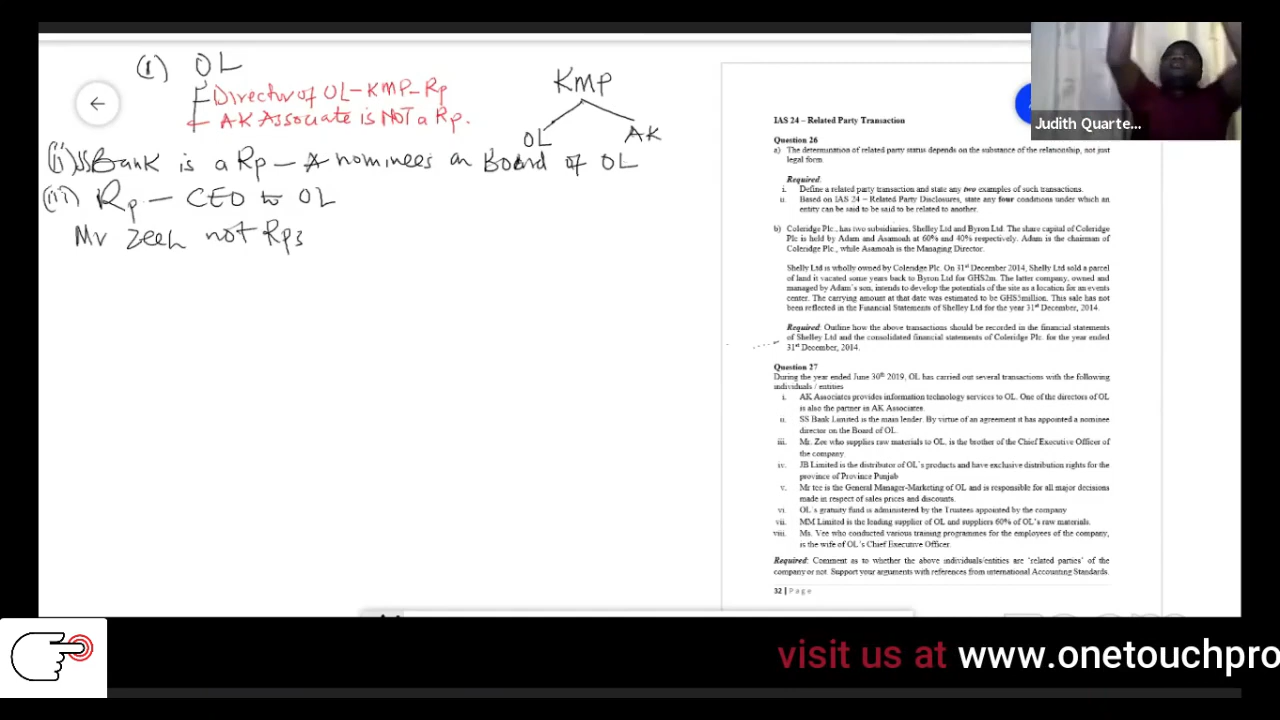 (i) OL
Director of OL-KMP-Rp
AK Associate is NOT a Rp.
Kmp
OL
AK
(ii) SSBank is a Rp - A nominees on Board of OL
(iii) Rp - CEO to OL
Mr Zeeh not Rps
Judith Quarte...
IAS 24 – Related Party Transaction
Question 26
a) The determination of related party status depends on the substance of the relationship, not just
legal form.
Required:
i. Define a related party transaction and state any two examples of such transactions.
ii. Based on IAS 24 – Related Party Disclosures, state any four conditions under which an
entity can be said to be said to be related to another.
b) Coleridge Plc., has two subsidiaries, Shelley Ltd and Byron Ltd. The share capital of Coleridge
Plc is held by Adam and Asamoah at 60% and 40% respectively. Adam is the chairman of
Coleridge Plc., while Asamoah is the Managing Director.
Shelly Ltd is wholly owned by Coleridge Plc. On 31st December 2014, Shelly Ltd sold a parcel
of land it vacated some years back to Byron Ltd for GHS2m. The latter company, owned and
managed by Adam's son, intends to develop the potentials of the site as a location for an events
center. The carrying amount at that date was estimated to be GHS5million. This sale has not
been reflected in the Financial Statements of Shelley Ltd for the year 31st December, 2014.
Required: Outline how the above transactions should be recorded in the financial statements
of Shelley Ltd and the consolidated financial statements of Coleridge Plc. for the year ended
31st December, 2014.
Question 27
During the year ended June 30th 2019, OL has carried out several transactions with the following
individuals / entities
i. AK Associates provides information technology services to OL. One of the directors of OL
is also the partner in AK Associates.
ii. SS Bank Limited is the main lender. By virtue of an agreement it has appointed a nominee
director on the Board of OL.
iii. Mr. Zee who supplies raw materials to OL, is the brother of the Chief Executive Officer of
the company.
iv. JB Limited is the distributor of OL's products and have exclusive distribution rights for the
province of Province Punjab
v. Mr tee is the General Manager-Marketing of OL and is responsible for all major decisions
made in respect of sales prices and discounts.
vi. OL's gratuity fund is administered by the Trustees appointed by the company
vii. MM Limited is the leading supplier of OL and suppliers 60% of OL's raw materials.
viii. Ms. Vee who conducted various training programmes for the employees of the company,
is the wife of OL's Chief Executive Officer.
Required: Comment as to whether the above individuals/entities are 'related parties' of the
company or not. Support your arguments with references from international Accounting Standards.
32 | Page
visit us at www.onetouchpro